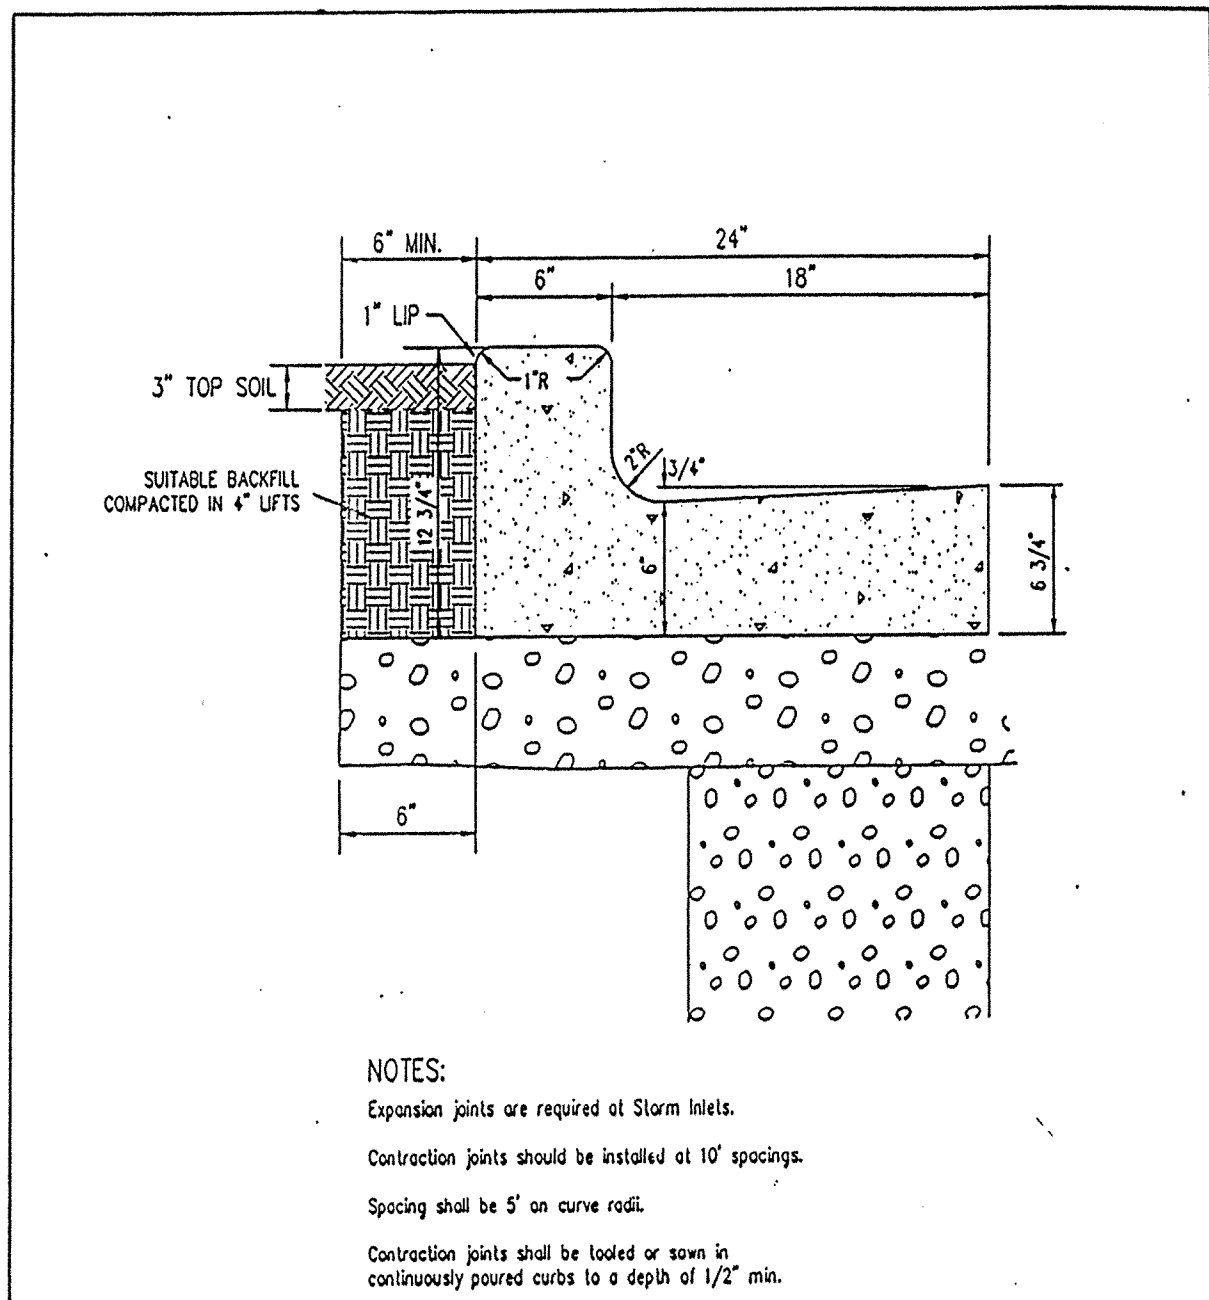 6" MIN.
24"
6"
18"
1" LIP
1"R
3" TOP SOIL
2"R
3/4"
SUITABLE BACKFILL
COMPACTED IN 4" LIFTS
12 3/4"
6"
6 3/4"
6"
NOTES:
Expansion joints are required at Storm Inlets.
Contraction joints should be installed at 10' spacings.
Spacing shall be 5' on curve radii.
Contraction joints shall be tooled or sawn in
continuously poured curbs to a depth of 1/2" min.